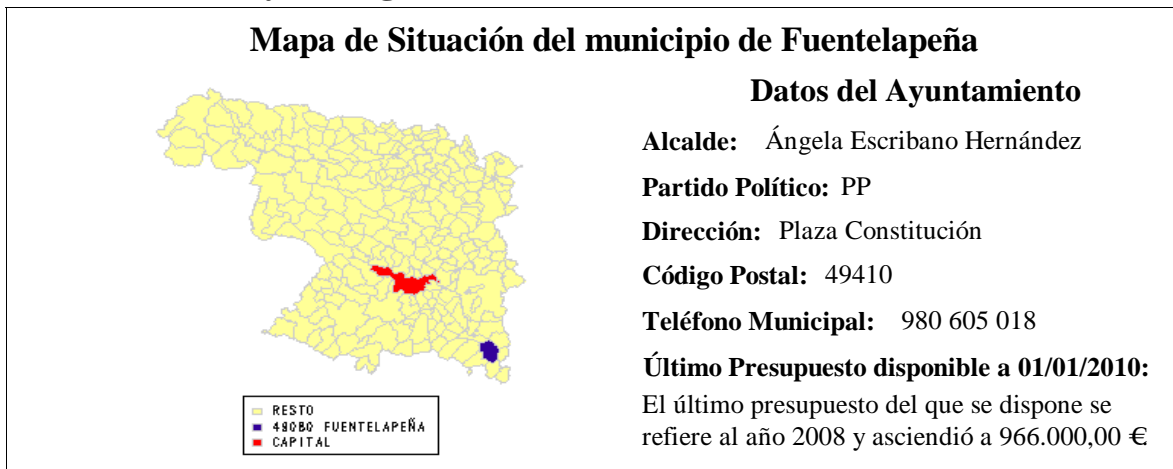 Mapa de Situación del municipio de Fuentelapeña
Datos del Ayuntamiento
Alcalde: Ángela Escribano Hernández
Partido Político: PP
Dirección: Plaza Constitución
Código Postal: 49410
Teléfono Municipal: 980 605 018
Último Presupuesto disponible a 01/01/2010:
El último presupuesto del que se dispone se
refiere al año 2008 y asciendió a 966.000,00 €
RESTO
49080 FUENTELAPEÑA
CAPITAL